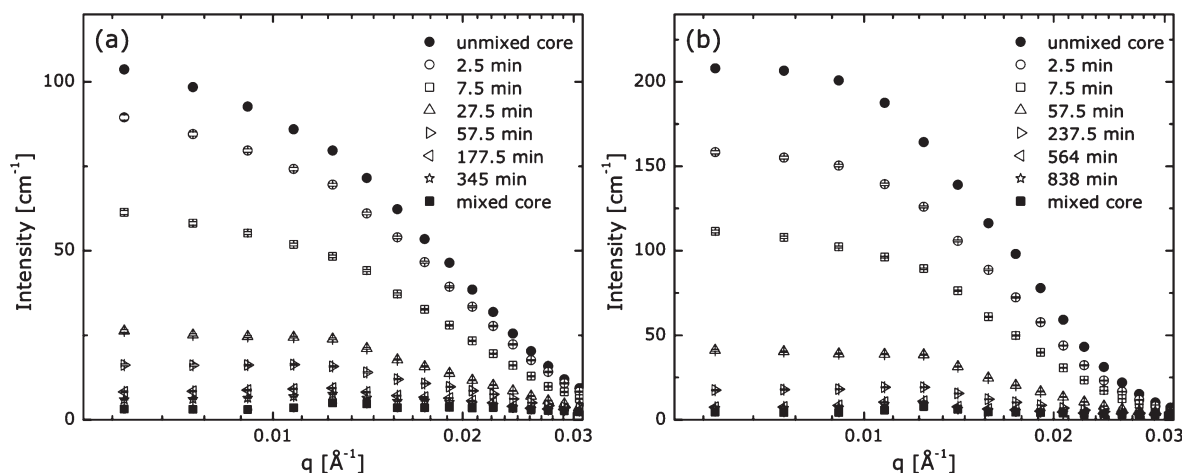 (a)
unmixed core
2.5 min
7.5 min
27.5 min
57.5 min
177.5 min
345 min
mixed core
Intensity [cm⁻¹]
100
50
0
0.01
0.02
0.03
q [Å⁻¹]
(b)
unmixed core
2.5 min
7.5 min
57.5 min
237.5 min
564 min
838 min
mixed core
Intensity [cm⁻¹]
200
150
100
50
0
0.01
0.02
0.03
q [Å⁻¹]